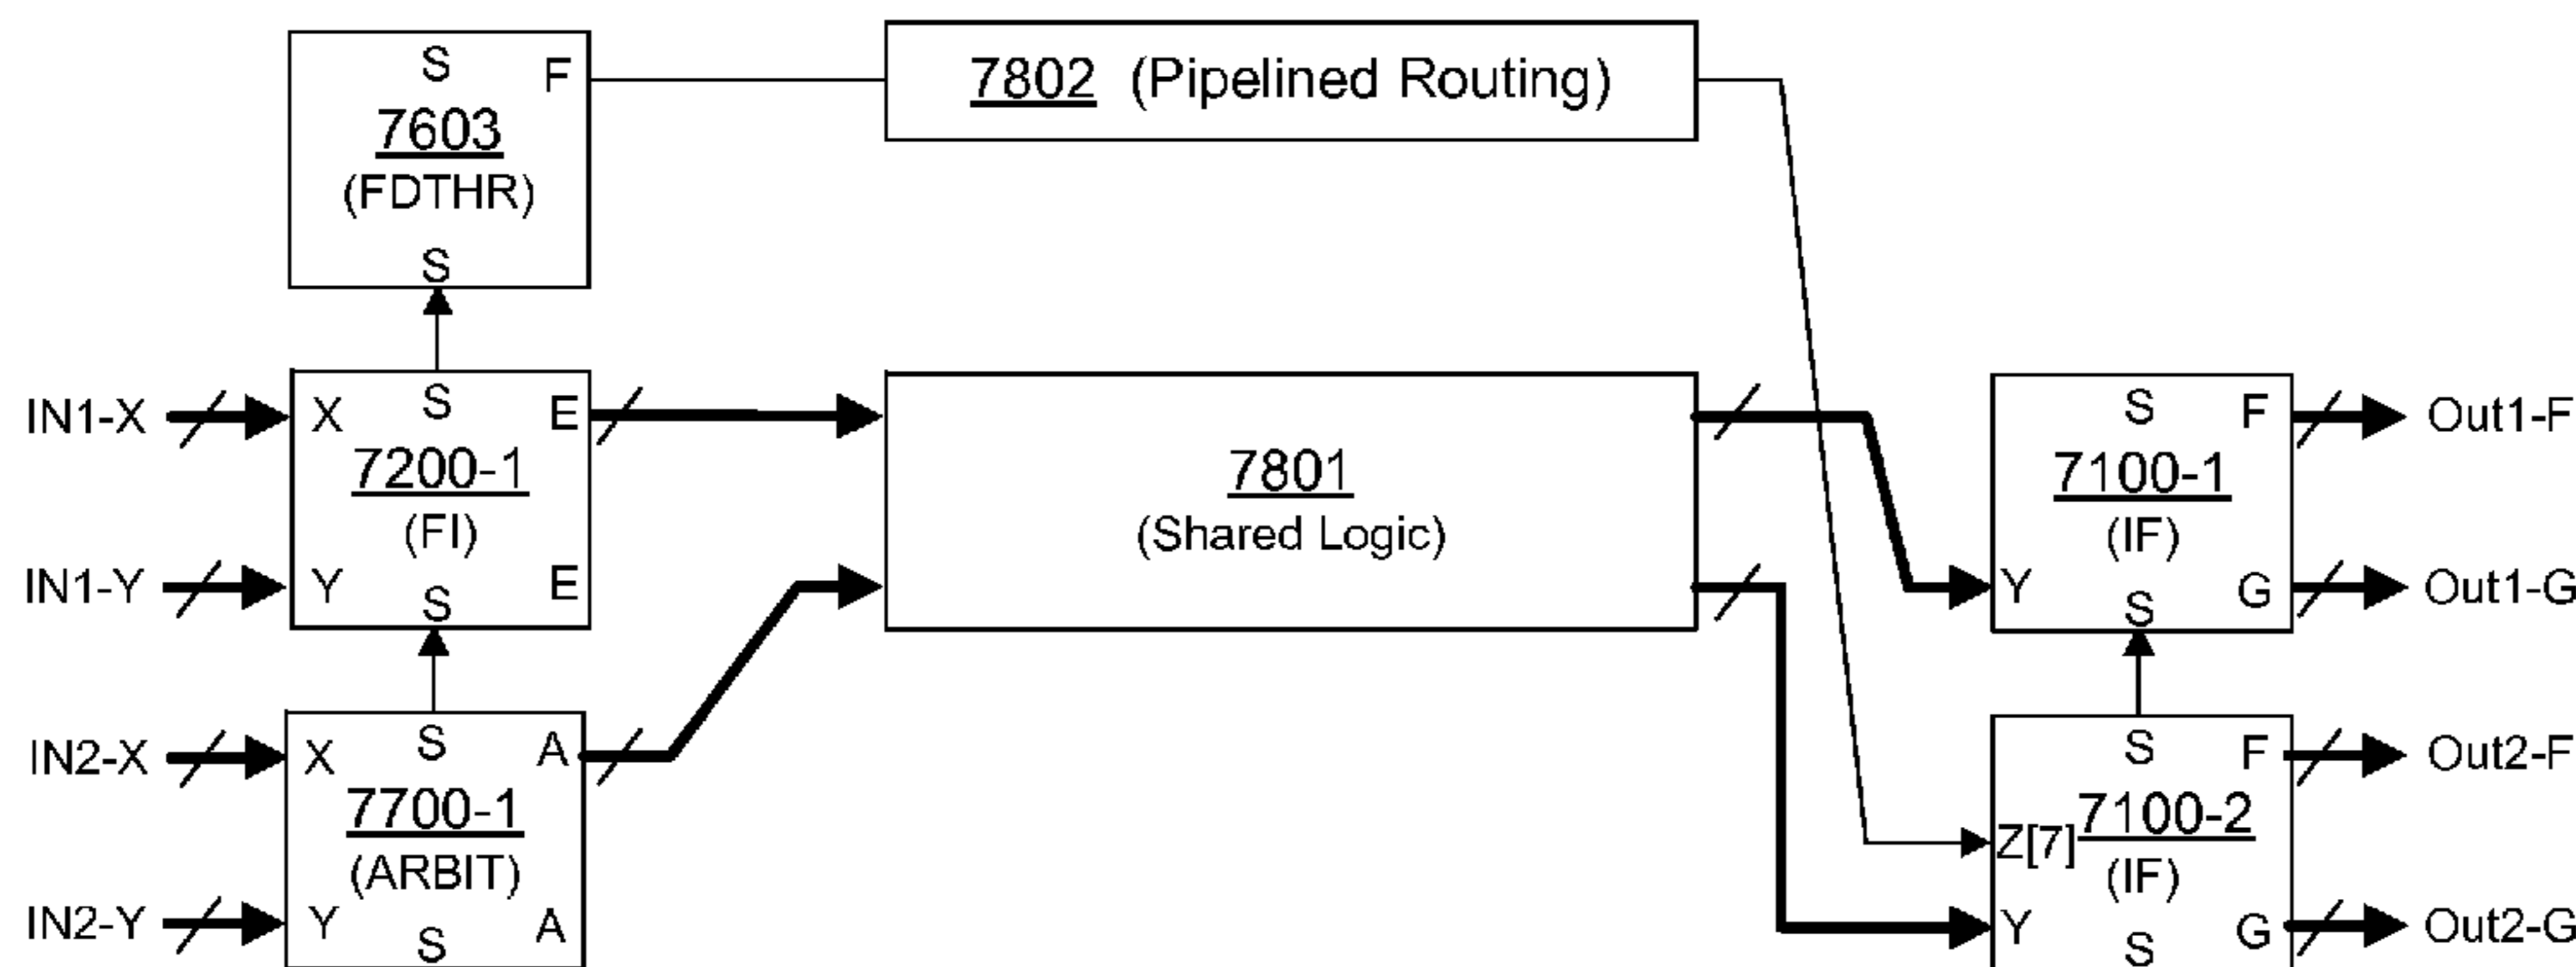 S F
7603
(FDTHR)
S
7802 (Pipelined Routing)
IN1-X
X S E
7200-1
(FI)
IN1-Y
Y S E
7801
(Shared Logic)
S F
7100-1
(IF)
Y S G
Out1-F
Out1-G
IN2-X
X S A
7700-1
(ARBIT)
IN2-Y
Y S A
S F
Z[7] 7100-2
(IF)
Y S G
Out2-F
Out2-G